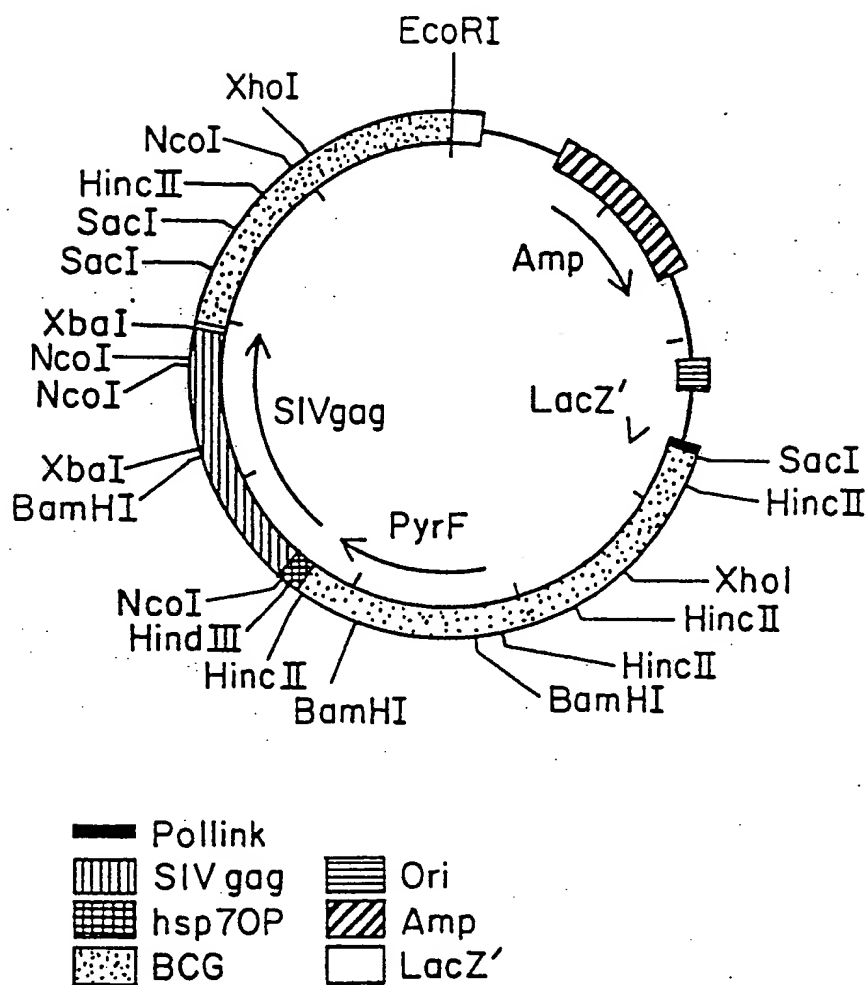 EcoRI
XhoI
NcoI
HincII
SacI
SacI
XbaI
NcoI
NcoI
XbaI
BamHI
NcoI
HindIII
HincII
BamHI
Amp
LacZ'
SIVgag
PyrF
SacI
HincII
XhoI
HincII
HincII
BamHI
Pollink
SIV gag
hsp70P
BCG
Ori
Amp
LacZ'